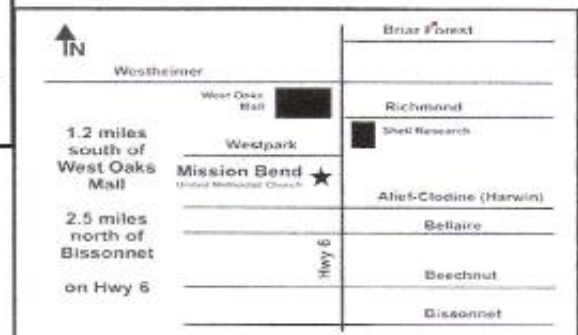 N
Briar Forest
Westheimer
West Oaks
Mall
Richmond
Shell Research
1.2 miles
south of
West Oaks
Mall
Westpark
Mission Bend
United Methodist Church
Alief-Clodine (Harwin)
2.5 miles
north of
Bissonnet
Bellaire
Hwy 6
Beechnut
on Hwy 6
Bissonnet